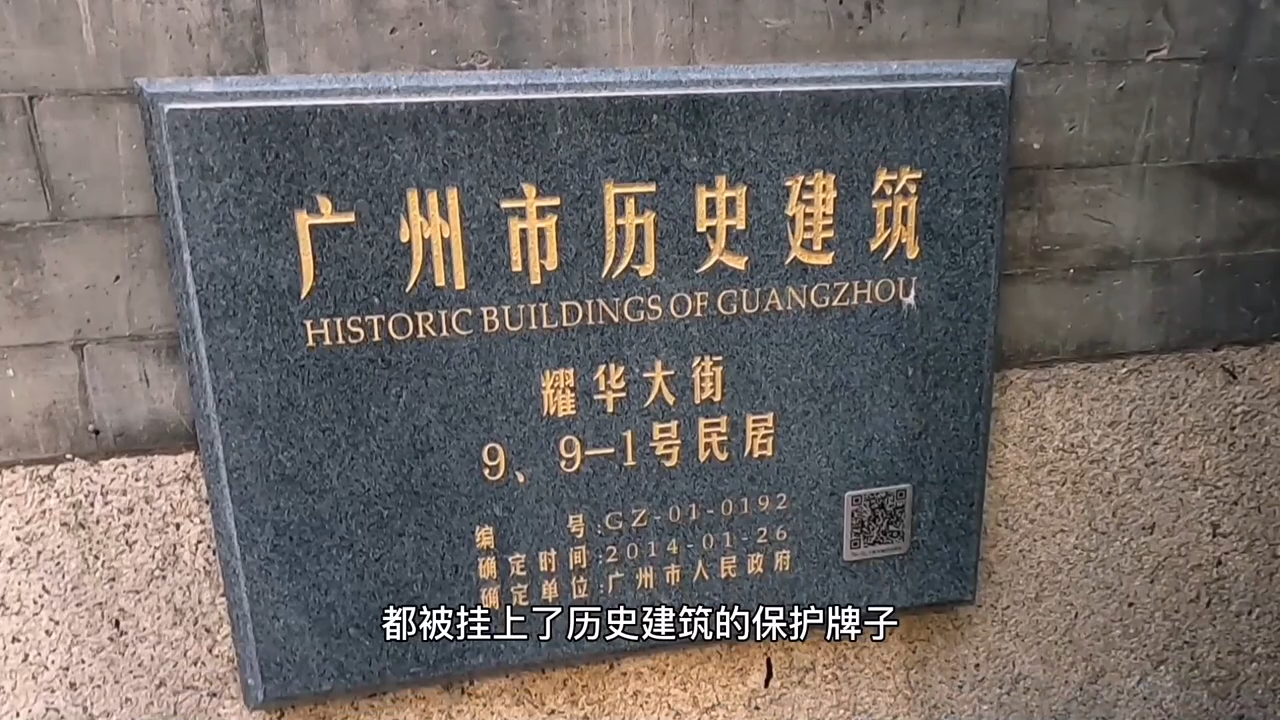 广州市历史建筑
HISTORIC BUILDINGS OF GUANGZHOU
耀华大街
9、9-1号民居
编号:GZ-01-0192
确定时间:2014-01-26
确定单位:广州市人民政府
都被挂上了历史建筑的保护牌子